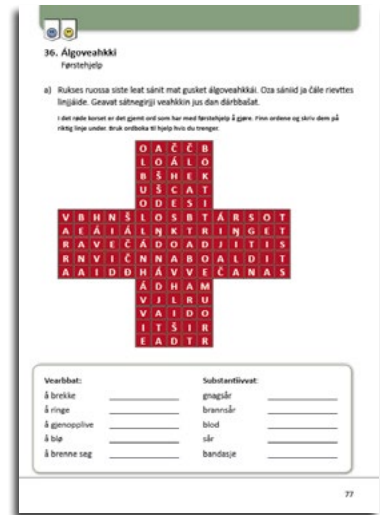 36. Álgoveahkki
Førstehjelp
a) Rukses ruossa siste leat sánit mat gusket álgoveahkkái. Oza sániid ja čále rievttes
linjjáide. Geavat sátnegirjji veahkkin jus dan dárbbašat.
I det røde korset er det gjemt ord som har med førstehjelp å gjøre. Finn ordene og skriv dem på
riktig linje under. Bruk ordboka til hjelp hvis du trenger.
O A Č Č B
L O Á L O
B Š H E K
U Š C A T
O D E S I
V B H N Š L O S B T Á R S O T
A E Á I Á L Ŋ K T R I Ŋ G E T
R A V E Č Á D O A D J I T I S
R N V I Č N N A B O A L D I T
A A I D Đ H Á V V E Č A N A S
Á D H A M
V J L R U
V A I D O
I T Š I R
E A D T R
Vearbbat:
Substantiivvat:
å brekke
gnagsår
å ringe
brannsår
å gjenopplive
blod
å blø
sår
å brenne seg
bandasje
77